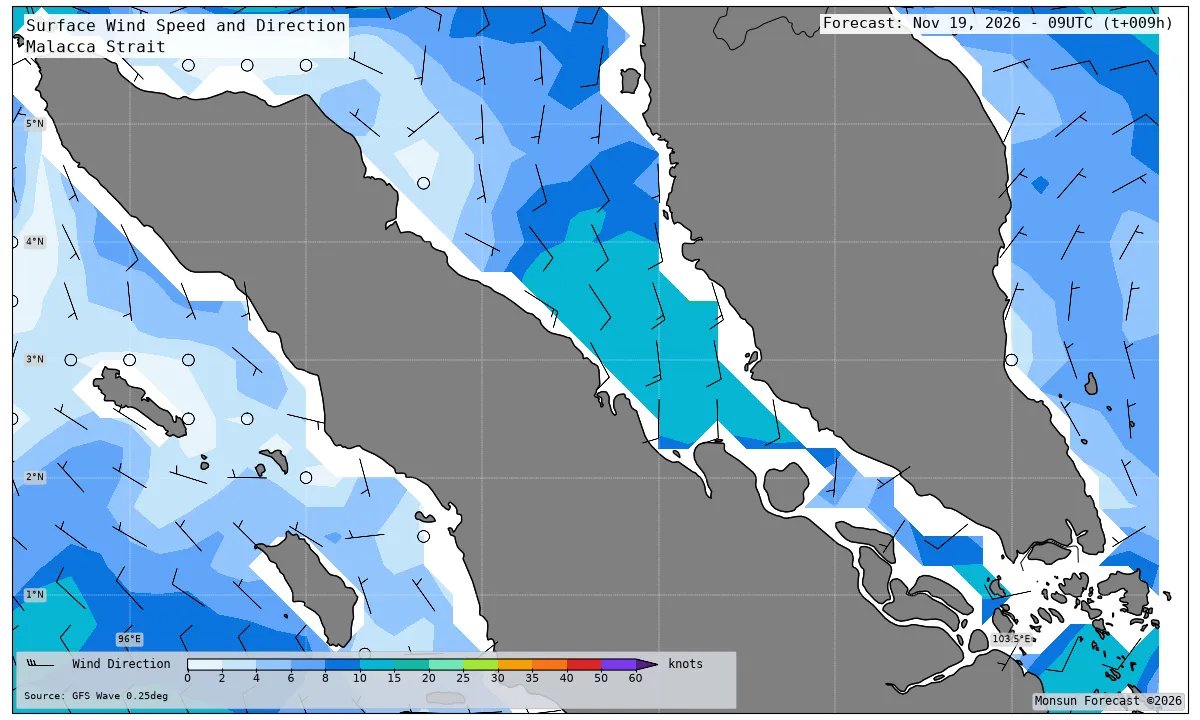 Surface Wind Speed and Direction
Malacca Strait
Forecast: Nov 19, 2026 - 09UTC (t+009h)
5°N
4°N
3°N
2°N
1°N
96°E
103.5°E
Wind Direction
0 2 4 6 8 10 12 15 20 25 30 35 40 50 60
knots
Source: GFS Wave 0.25deg
Monsun Forecast ©2026